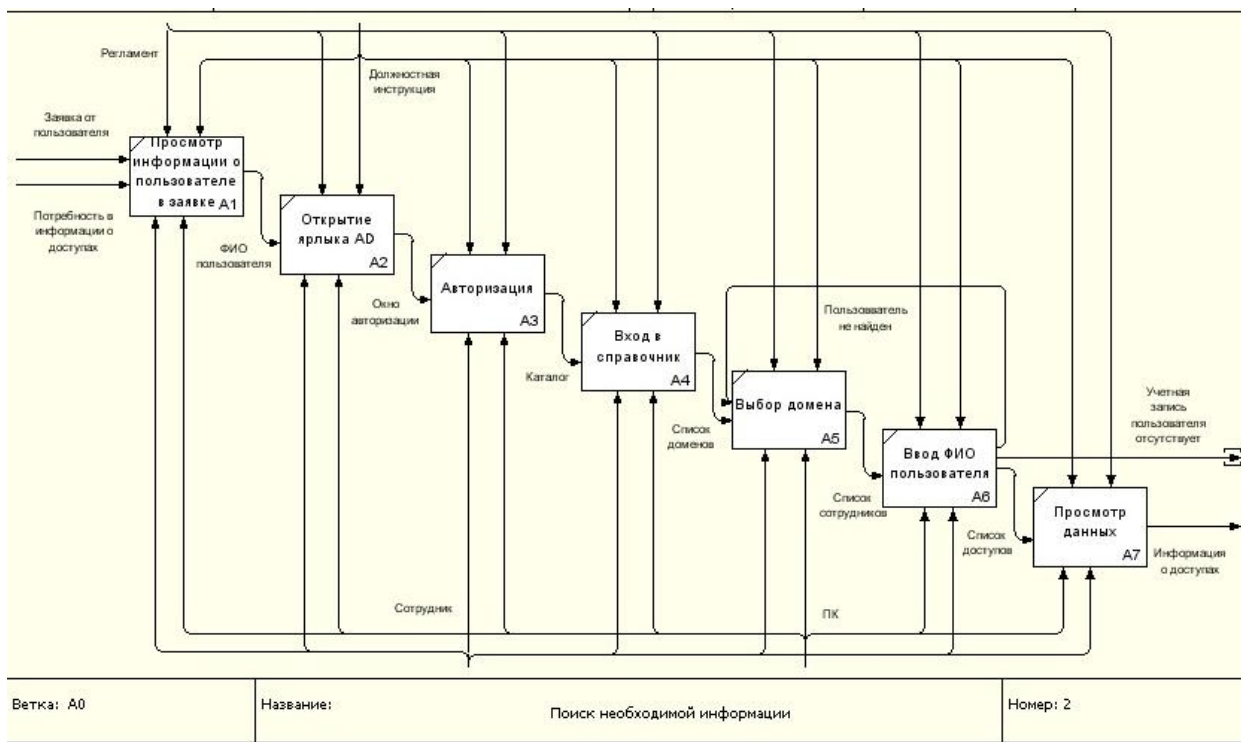 Регламент
Должностная
инструкция
Заявка от
пользователя
Просмотр
информации о
пользователе
в заявке A1
Потребность в
информации о
доступах
ФИО
пользователя
Открытие
ярлыка AD
A2
Окно
авторизации
Авторизация
A3
Каталог
Вход в
справочник
A4
Список
доменов
Пользовватель
не найден
Выбор домена
A5
Список
сотрудников
Ввод ФИО
пользователя
A6
Учетная
запись
пользователя
отсутствует
Список
доступов
Просмотр
данных
A7
Информация
о доступах
Сотрудник
ПК
Ветка: A0
Название:
Поиск необходимой информации
Номер: 2